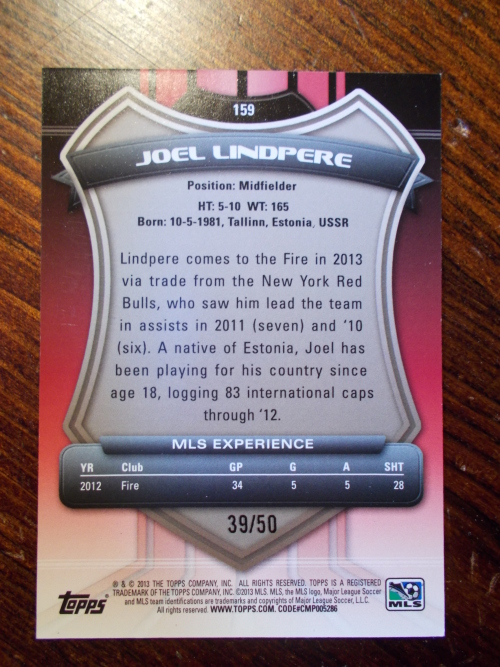 159
JOEL LINDPERE
Position: Midfielder
HT: 5-10 WT: 165
Born: 10-5-1981, Tallinn, Estonia, USSR
Lindpere comes to the Fire in 2013
via trade from the New York Red
Bulls, who saw him lead the team
in assists in 2011 (seven) and '10
(six). A native of Estonia, Joel has
been playing for his country since
age 18, logging 83 international caps
through '12.
MLS EXPERIENCE
YR Club GP G A SHT
2012 Fire 34 5 5 28
39/50
® & © 2013 THE TOPPS COMPANY, INC. ALL RIGHTS RESERVED. TOPPS IS A REGISTERED
TRADEMARK OF THE TOPPS COMPANY, INC. ©2013 MLS. MLS, the MLS logo, Major League Soccer
and MLS team identifications are trademarks and copyrights of Major League Soccer, L.L.C.
All rights reserved. WWW.TOPPS.COM. CODE#CMP005286
Topps
MLS